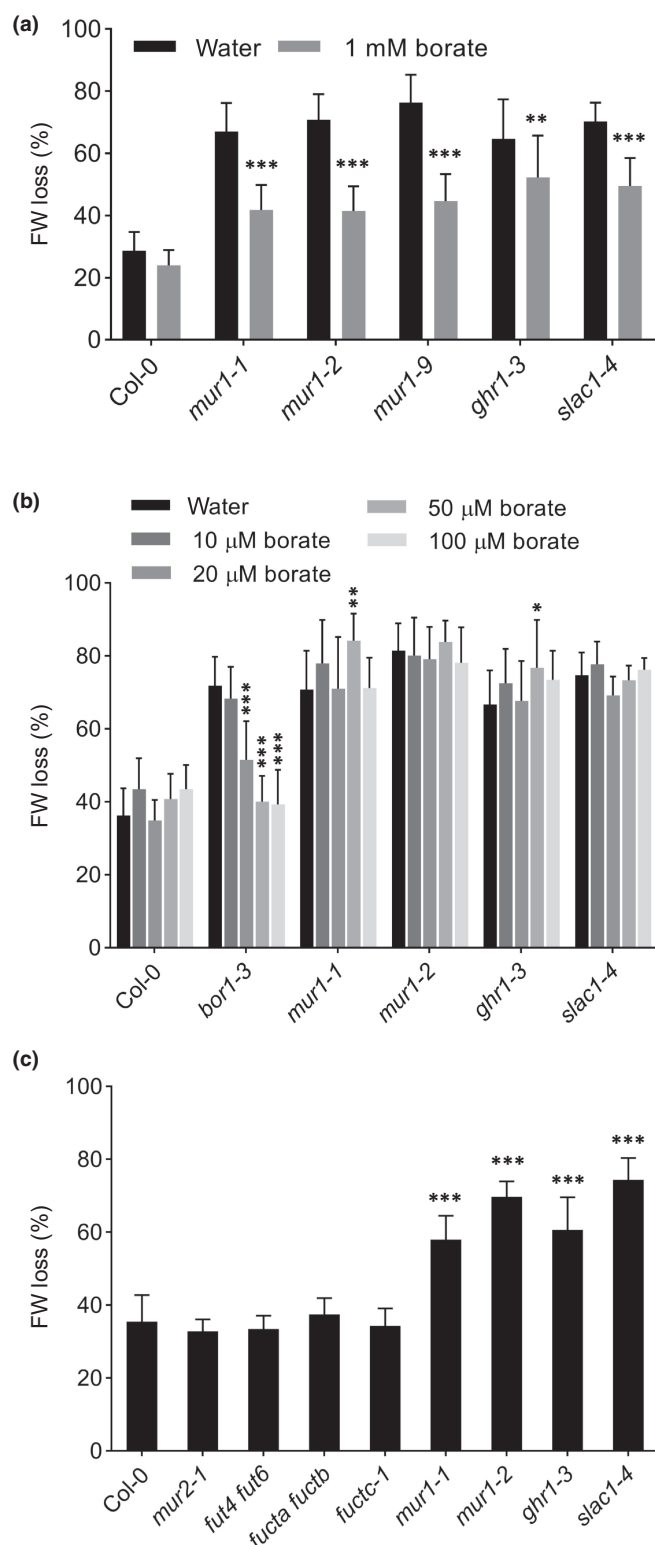 (a)
100
80
60
40
20
0
FW loss (%)
Water
1 mM borate
***
***
***
**
***
Col-0
mur1-1
mur1-2
mur1-9
ghr1-3
slac1-4
(b)
Water
10 μM borate
20 μM borate
50 μM borate
100 μM borate
100
80
60
40
20
0
FW loss (%)
***
***
***
**
*
Col-0
bor1-3
mur1-1
mur1-2
ghr1-3
slac1-4
(c)
100
80
60
40
20
0
FW loss (%)
***
***
***
***
Col-0
mur2-1
fut4 fut6
fucta fuctb
fuctc-1
mur1-1
mur1-2
ghr1-3
slac1-4